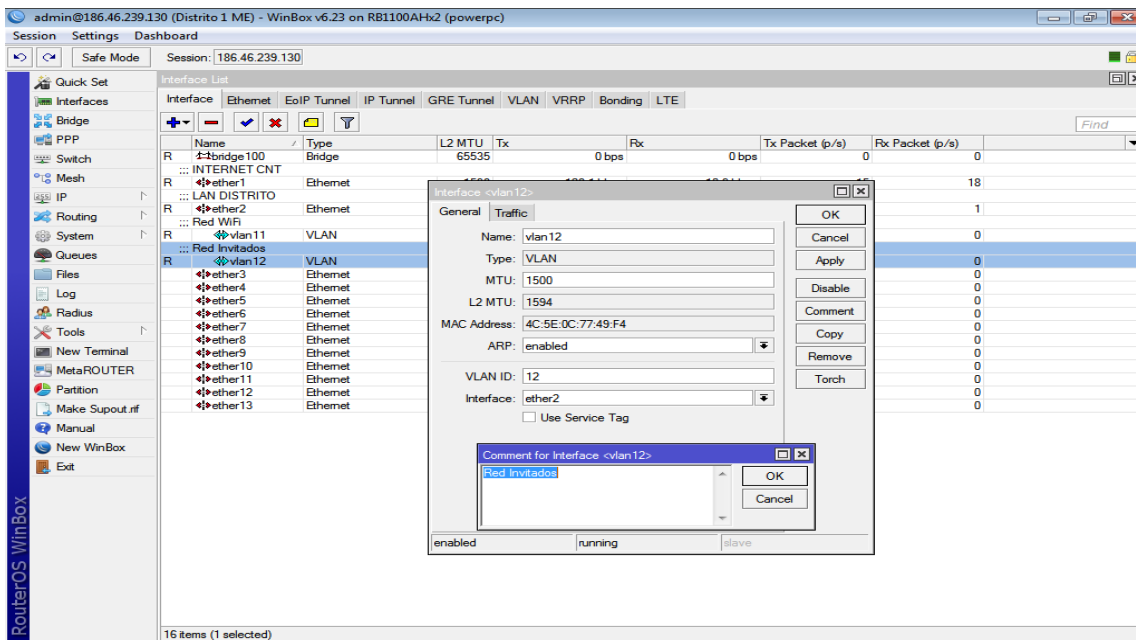 admin@186.46.239.130 (Distrito 1 ME) - WinBox v6.23 on RB1100AHx2 (powerpc)
Session Settings Dashboard
Safe Mode Session: 186.46.239.130
Quick Set
Interfaces
Bridge
PPP
Switch
Mesh
IP
Routing
System
Queues
Files
Log
Radius
Tools
New Terminal
MetaROUTER
Partition
Make Supout.rif
Manual
New WinBox
Exit
RouterOS WinBox
Interface List
Interface Ethernet EoIP Tunnel IP Tunnel GRE Tunnel VLAN VRRP Bonding LTE
Find
Name Type L2 MTU Tx Rx Tx Packet (p/s) Rx Packet (p/s)
R bridge100 Bridge 65535 0 bps 0 bps 0 0
::: INTERNET CNT
R ether1 Ethernet 18
::: LAN DISTRITO
R ether2 Ethernet 1
::: Red WiFi
R vlan11 VLAN 0
::: Red Invitados
R vlan12 VLAN 0
ether3 Ethernet 0
ether4 Ethernet 0
ether5 Ethernet 0
ether6 Ethernet 0
ether7 Ethernet 0
ether8 Ethernet 0
ether9 Ethernet 0
ether10 Ethernet 0
ether11 Ethernet 0
ether12 Ethernet 0
ether13 Ethernet 0
16 items (1 selected)
Interface <vlan12>
General Traffic
Name: vlan12
Type: VLAN
MTU: 1500
L2 MTU: 1594
MAC Address: 4C:5E:0C:77:49:F4
ARP: enabled
VLAN ID: 12
Interface: ether2
Use Service Tag
OK
Cancel
Apply
Disable
Comment
Copy
Remove
Torch
Comment for Interface <vlan12>
Red Invitados
OK
Cancel
enabled running slave